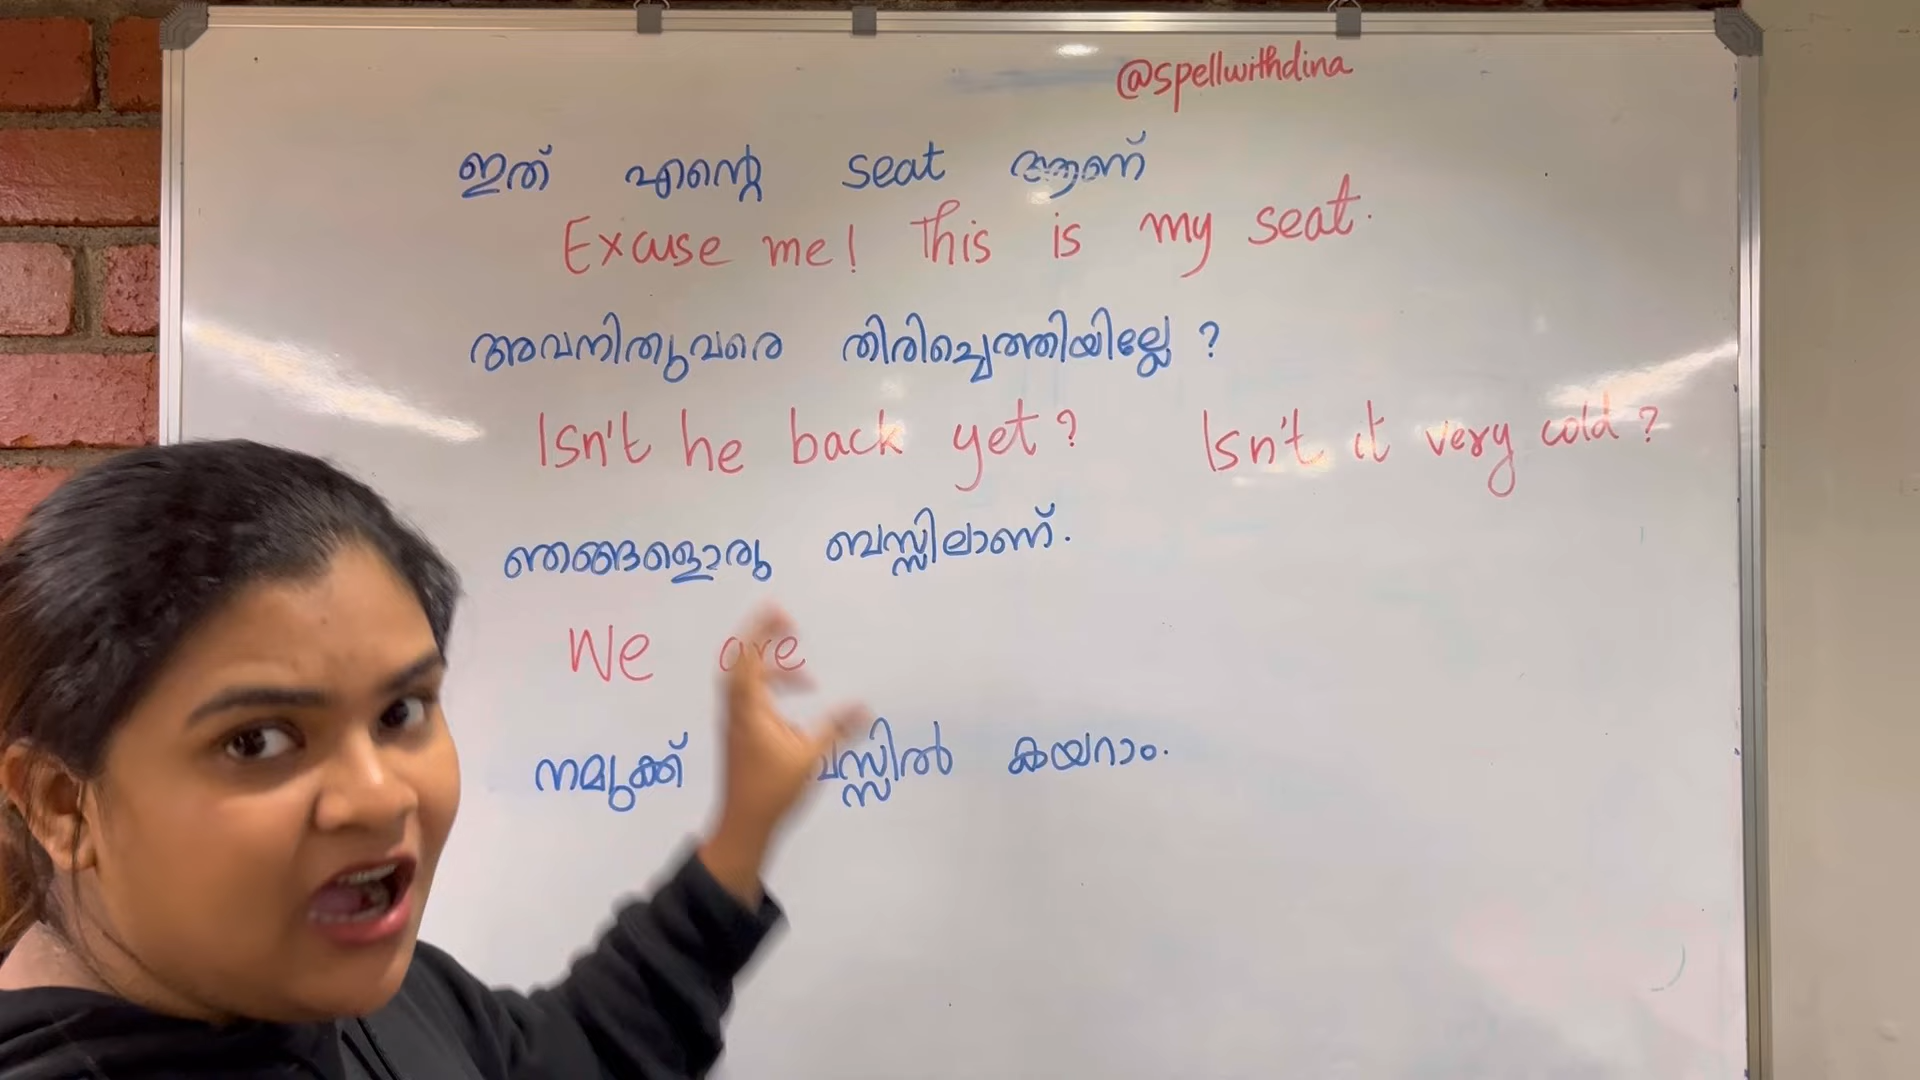 @spellwithdina
ഇത് എന്റെ seat ആണ്
Excuse me! This is my seat.
അവനിതുവരെ തിരിച്ചെത്തിയില്ലേ ?
Isn't he back yet? Isn't it very cold?
ഞങ്ങളൊരു ബസ്സിലാണ്.
We are
നമുക്ക് കയറാം.